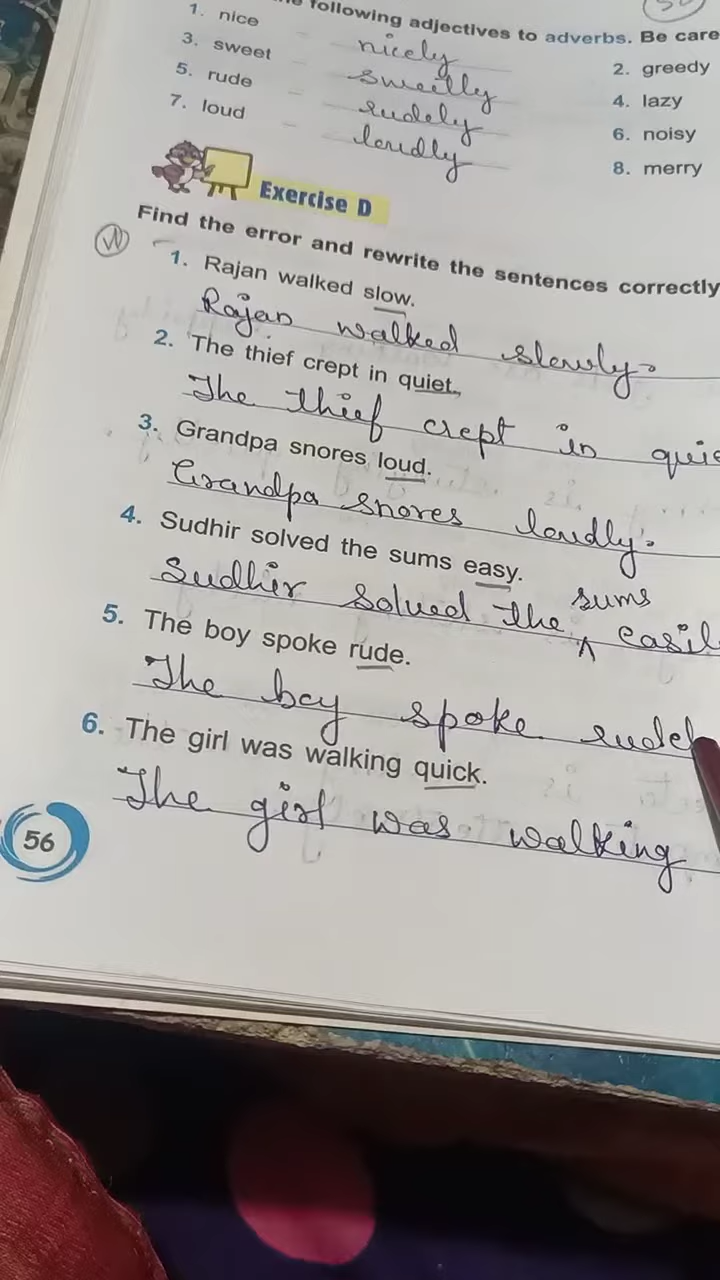 following adjectives to adverbs. Be care
1. nice nicely 2. greedy
3. sweet sweetly 4. lazy
5. rude rudely 6. noisy
7. loud loudly 8. merry
Exercise D
Find the error and rewrite the sentences correctly
W
1. Rajan walked slow.
Rajan walked slowly.
2. The thief crept in quiet.
The thief crept in quie
3. Grandpa snores loud.
Grandpa snores loudly.
4. Sudhir solved the sums easy.
Sudhir solved the sums easil
5. The boy spoke rude.
The boy spoke rudel
6. The girl was walking quick.
The girl was walking
56